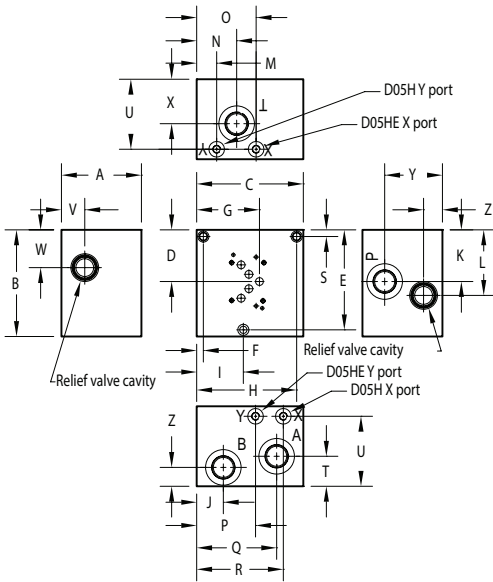 O
N
M
D05H Y port
D05HE X port
X
U
T
Y
X
A
V
C
G
Y
Z
W
B
D
S
E
P
K
L
F
Relief valve cavity
Relief valve cavity
I
H
D05HE Y port
D05H X port
Y
X
Z
B
A
U
T
J
P
Q
R